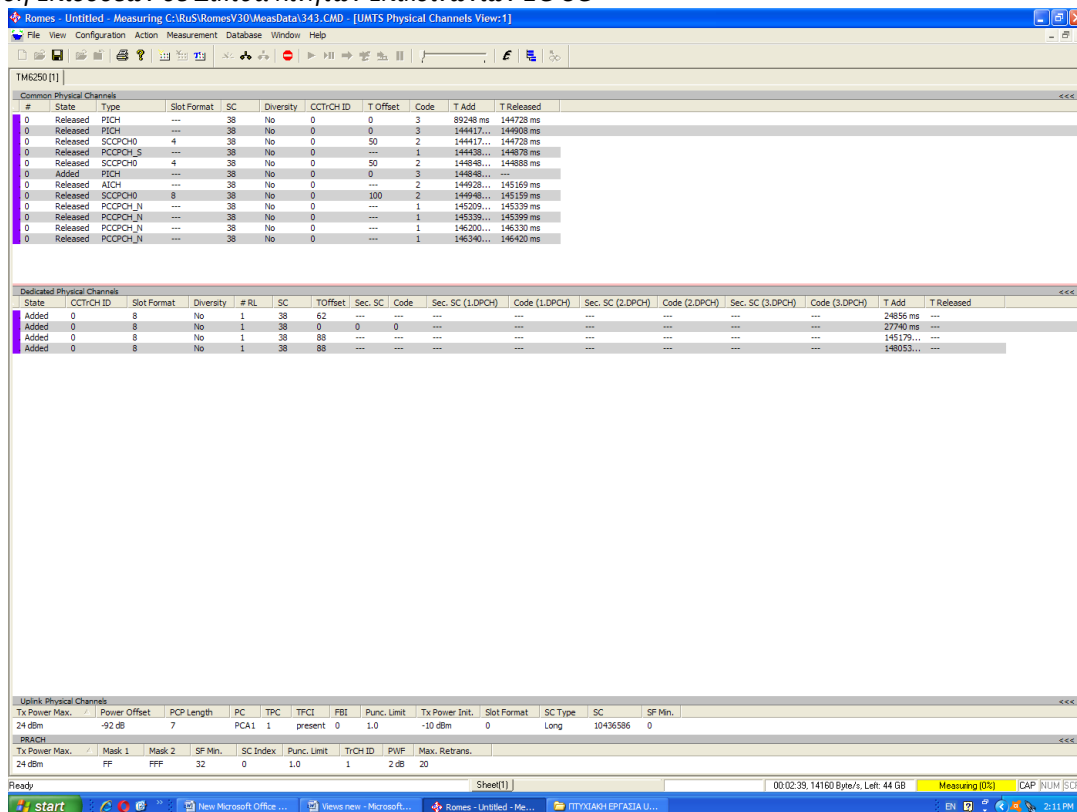 Romes - Untitled - Measuring C:\RuS\RomesV30\MeasData\343.CMD - [UMTS Physical Channels View:1]
File View Configuration Action Measurement Database Window Help
TM6250 [1]
Common Physical Channels <<<
# State Type Slot Format SC Diversity CCTrCH ID T Offset Code T Add T Released
0 Released PICH --- 38 No 0 0 3 89248 ms 144728 ms
0 Released PICH --- 38 No 0 0 3 144417... 144908 ms
0 Released SCCPCH0 4 38 No 0 50 2 144417... 144728 ms
0 Released PCCPCH_S --- 38 No 0 --- 1 144438... 144878 ms
0 Released SCCPCH0 4 38 No 0 50 2 144848... 144888 ms
0 Added PICH --- 38 No 0 0 3 144848... ---
0 Released AICH --- 38 No 0 --- 2 144928... 145169 ms
0 Released SCCPCH0 8 38 No 0 100 2 144948... 145159 ms
0 Released PCCPCH_N --- 38 No 0 --- 1 145209... 145339 ms
0 Released PCCPCH_N --- 38 No 0 --- 1 145339... 145399 ms
0 Released PCCPCH_N --- 38 No 0 --- 1 146200... 146330 ms
0 Released PCCPCH_N --- 38 No 0 --- 1 146340... 146420 ms
Dedicated Physical Channels <<<
State CCTrCH ID Slot Format Diversity # RL SC TOffset Sec. SC Code Sec. SC (1.DPCH) Code (1.DPCH) Sec. SC (2.DPCH) Code (2.DPCH) Sec. SC (3.DPCH) Code (3.DPCH) T Add T Released
Added 0 8 No 1 38 62 --- --- --- --- --- --- --- --- 24856 ms ---
Added 0 8 No 1 38 0 0 0 --- --- --- --- --- --- 27740 ms ---
Added 0 8 No 1 38 88 --- --- --- --- --- --- --- --- 145179... ---
Added 0 8 No 1 38 88 --- --- --- --- --- --- --- --- 148053... ---
Uplink Physical Channels <<<
Tx Power Max. Power Offset PCP Length PC TPC TFCI FBI Punc. Limit Tx Power Init. Slot Format SC Type SC SF Min.
24 dBm -92 dB 7 PCA1 1 present 0 1.0 -10 dBm 0 Long 10436586 0
PRACH <<<
Tx Power Max. Mask 1 Mask 2 SF Min. SC Index Punc. Limit TrCH ID PWF Max. Retrans.
24 dBm FF FFF 32 0 1.0 1 2 dB 20
Ready Sheet(1) 00:02:39, 14160 Byte/s, Left: 44 GB Measuring (0%) CAP NUM SCR
start New Microsoft Office ... Views new - Microsoft... Romes - Untitled - Me... ΠΤΥΧΙΑΚΗ ΕΡΓΑΣΙΑ U... EN 2:11 PM